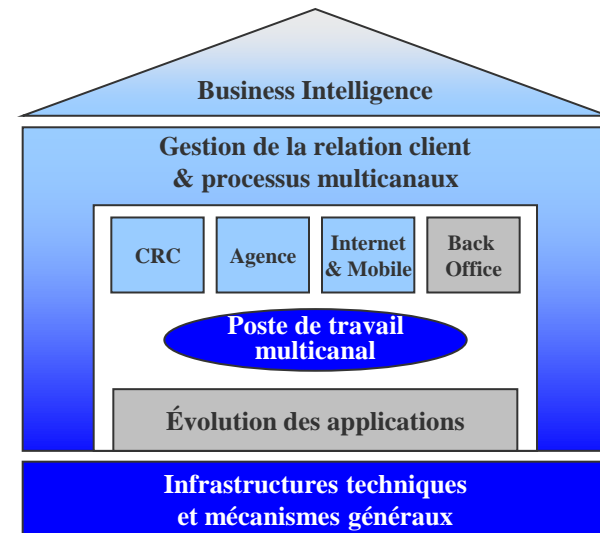 Business Intelligence
Gestion de la relation client
& processus multicanaux
CRC
Agence
Internet
& Mobile
Back
Office
Poste de travail
multicanal
Évolution des applications
Infrastructures techniques
et mécanismes généraux